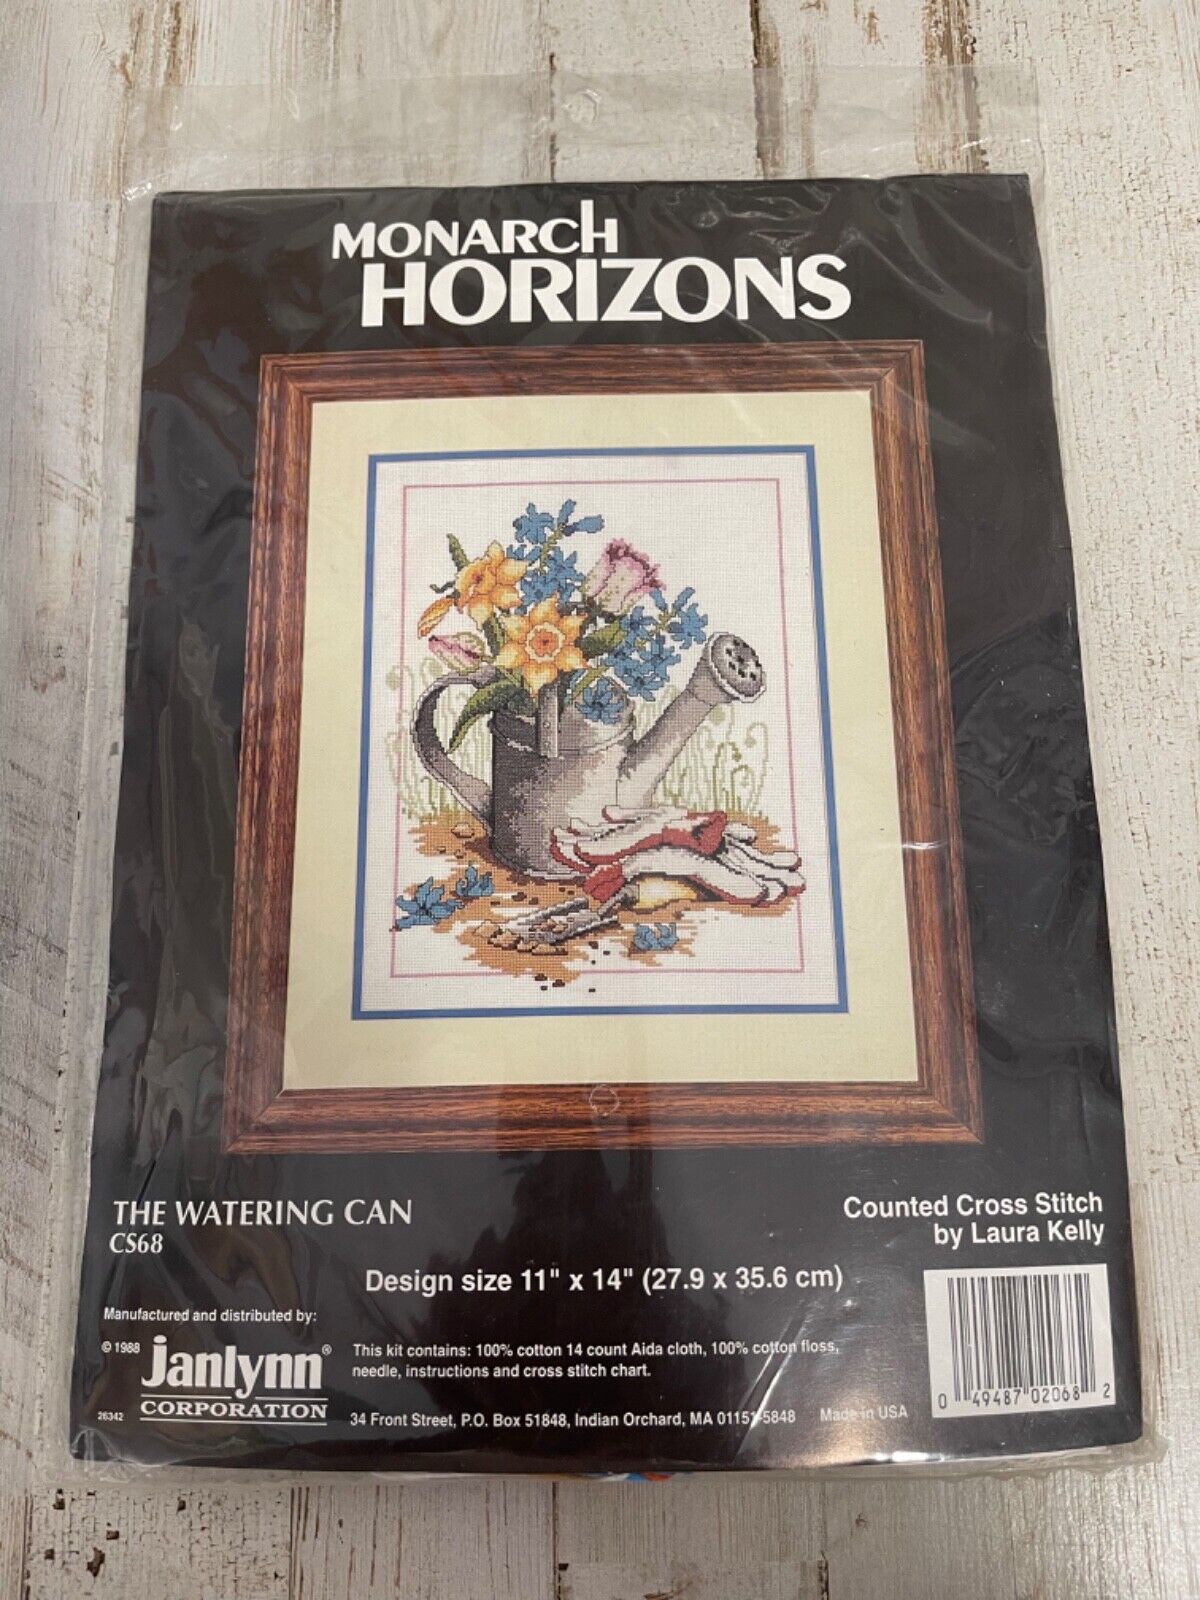 MONARCH
HORIZONS
THE WATERING CAN
CS68
Counted Cross Stitch
by Laura Kelly
Design size 11" x 14" (27.9 x 35.6 cm)
Manufactured and distributed by:
© 1988
janlynn®
CORPORATION
26342
This kit contains: 100% cotton 14 count Aida cloth, 100% cotton floss,
needle, instructions and cross stitch chart.
34 Front Street, P.O. Box 51848, Indian Orchard, MA 01151-5848
Made in USA
0 49487 02068 2